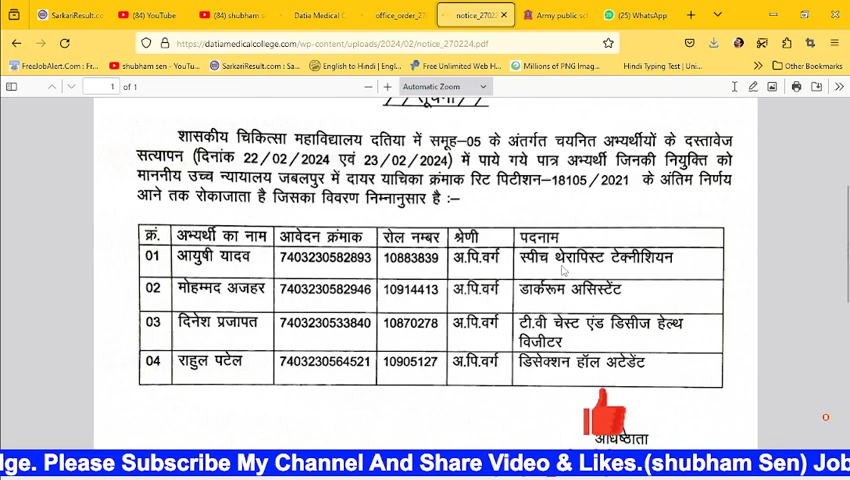 SarkariResult.co
(84) YouTube
(84) shubham s
Datia Medical C
office_order_27
notice_270222
Army public sc
(25) WhatsApp
https://datiamedicalcollege.com/wp-content/uploads/2024/02/notice_270224.pdf
FreeJobAlert.Com :
shubham sen - YouTu
SarkariResult.com : Sa
English to Hindi | Engl
Free Unlimited Web H
Millions of PNG Imag
Hindi Typing Test | Uni
Other Bookmarks
1 of 1
Automatic Zoom
//सूचना//
शासकीय चिकित्सा महाविद्यालय दतिया में समूह-05 के अंतर्गत चयनित अभ्यर्थीयों के दस्तावेज
सत्यापन (दिनांक 22/02/2024 एवं 23/02/2024) में पाये गये पात्र अभ्यर्थी जिनकी नियुक्ति को
माननीय उच्च न्यायालय जबलपुर में दायर याचिका क्रंमाक रिट पिटीशन-18105/2021 के अंतिम निर्णय
आने तक रोकाजाता है जिसका विवरण निम्नानुसार है :-
क्रं. अभ्यर्थी का नाम आवेदन क्रंमाक रोल नम्बर श्रेणी पदनाम
01 आयुषी यादव 7403230582893 10883839 अ.पि.वर्ग स्पीच थेरापिस्ट टेक्नीशियन
02 मोहम्मद अजहर 7403230582946 10914413 अ.पि.वर्ग डार्करूम असिस्टेंट
03 दिनेश प्रजापत 7403230533840 10870278 अ.पि.वर्ग टी.वी चेस्ट एंड डिसीज हेल्थ
विजीटर
04 राहुल पटेल 7403230564521 10905127 अ.पि.वर्ग डिसेक्शन हॉल अटेडेंट
अधिष्ठाता
lge. Please Subscribe My Channel And Share Video & Likes.(shubham Sen) Job